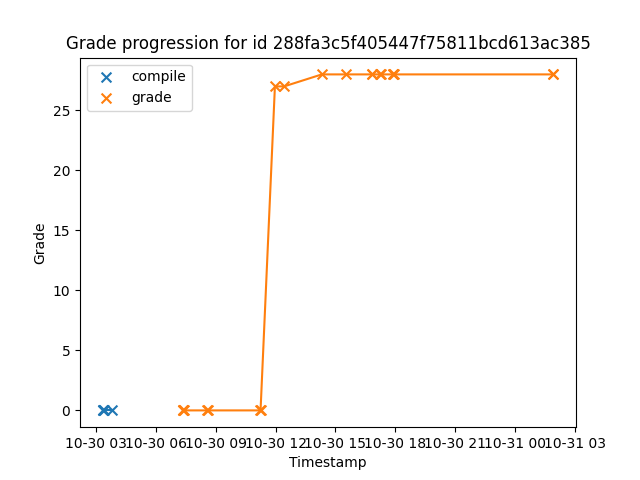 Grade progression for id 288fa3c5f405447f75811bcd613ac385
compile
grade
25
20
15
10
5
0
Grade
10-30 03 10-30 06 10-30 09 10-30 12 10-30 15 10-30 18 10-30 21 10-31 00 10-31 03
Timestamp